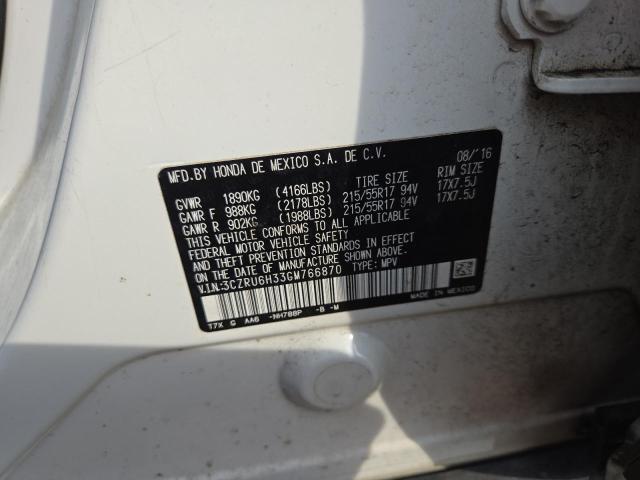 MFD.BY HONDA DE MEXICO S.A. DE C.V. 08/'16
GVWR 1890KG (4166LBS) TIRE SIZE RIM SIZE
GAWR F 988KG (2178LBS) 215/55R17 94V 17X7.5J
GAWR R 902KG (1988LBS) 215/55R17 94V 17X7.5J
THIS VEHICLE CONFORMS TO ALL APPLICABLE
FEDERAL MOTOR VEHICLE SAFETY
AND THEFT PREVENTION STANDARDS IN EFFECT
ON THE DATE OF MANUFACTURE SHOWN ABOVE.
V.I.N.:3CZRU6H33GM766870 TYPE: MPV
MADE IN MEXICO
T7X G AA6 -NH788P -B -M